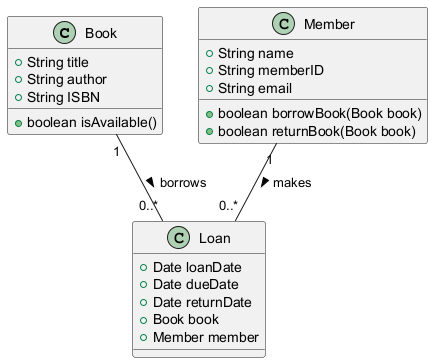 C Book
String title
String author
String ISBN
boolean isAvailable()
C Member
String name
String memberID
String email
boolean borrowBook(Book book)
boolean returnBook(Book book)
1
1
borrows
makes
0..*
0..*
C Loan
Date loanDate
Date dueDate
Date returnDate
Book book
Member member